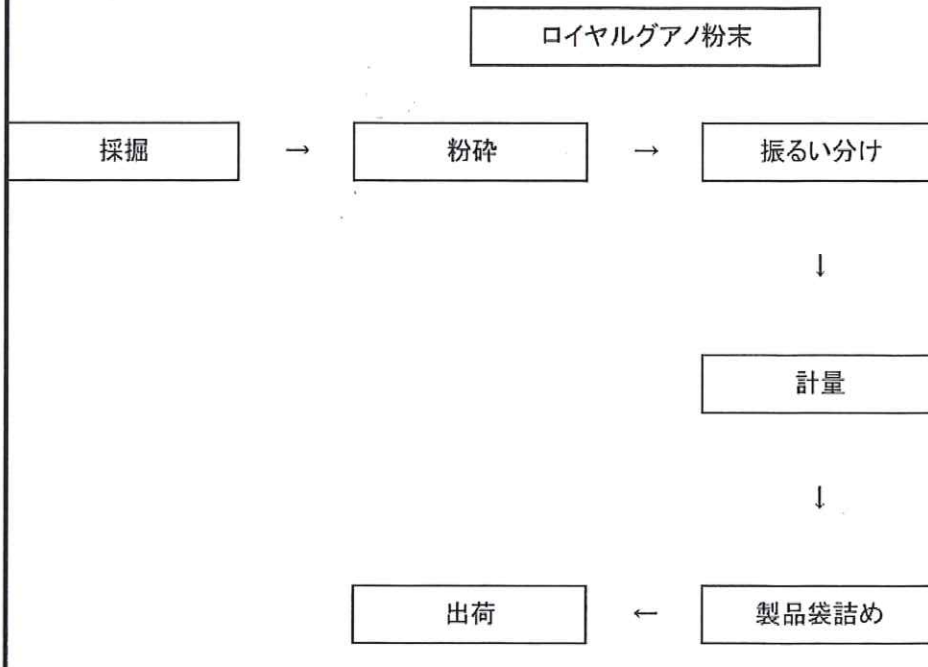 ロイヤルグアノ粉末
採掘 → 粉砕 → 振るい分け
↓
計量
↓
出荷 ← 製品袋詰め